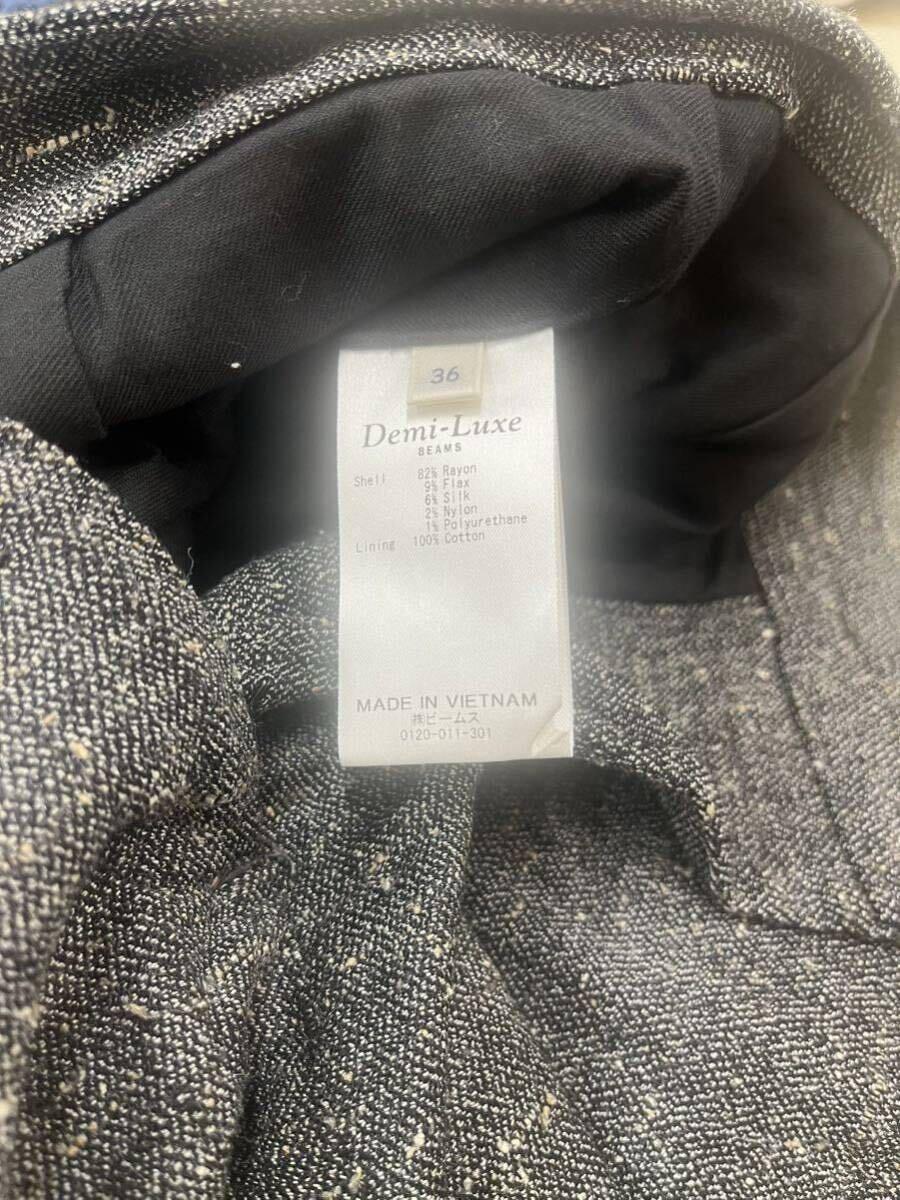 36
Demi-Luxe
BEAMS
Shell 82% Rayon
9% Flax
6% Silk
2% Nylon
1% Polyurethane
Lining 100% Cotton
MADE IN VIETNAM
㈱ビームス
0120-011-301